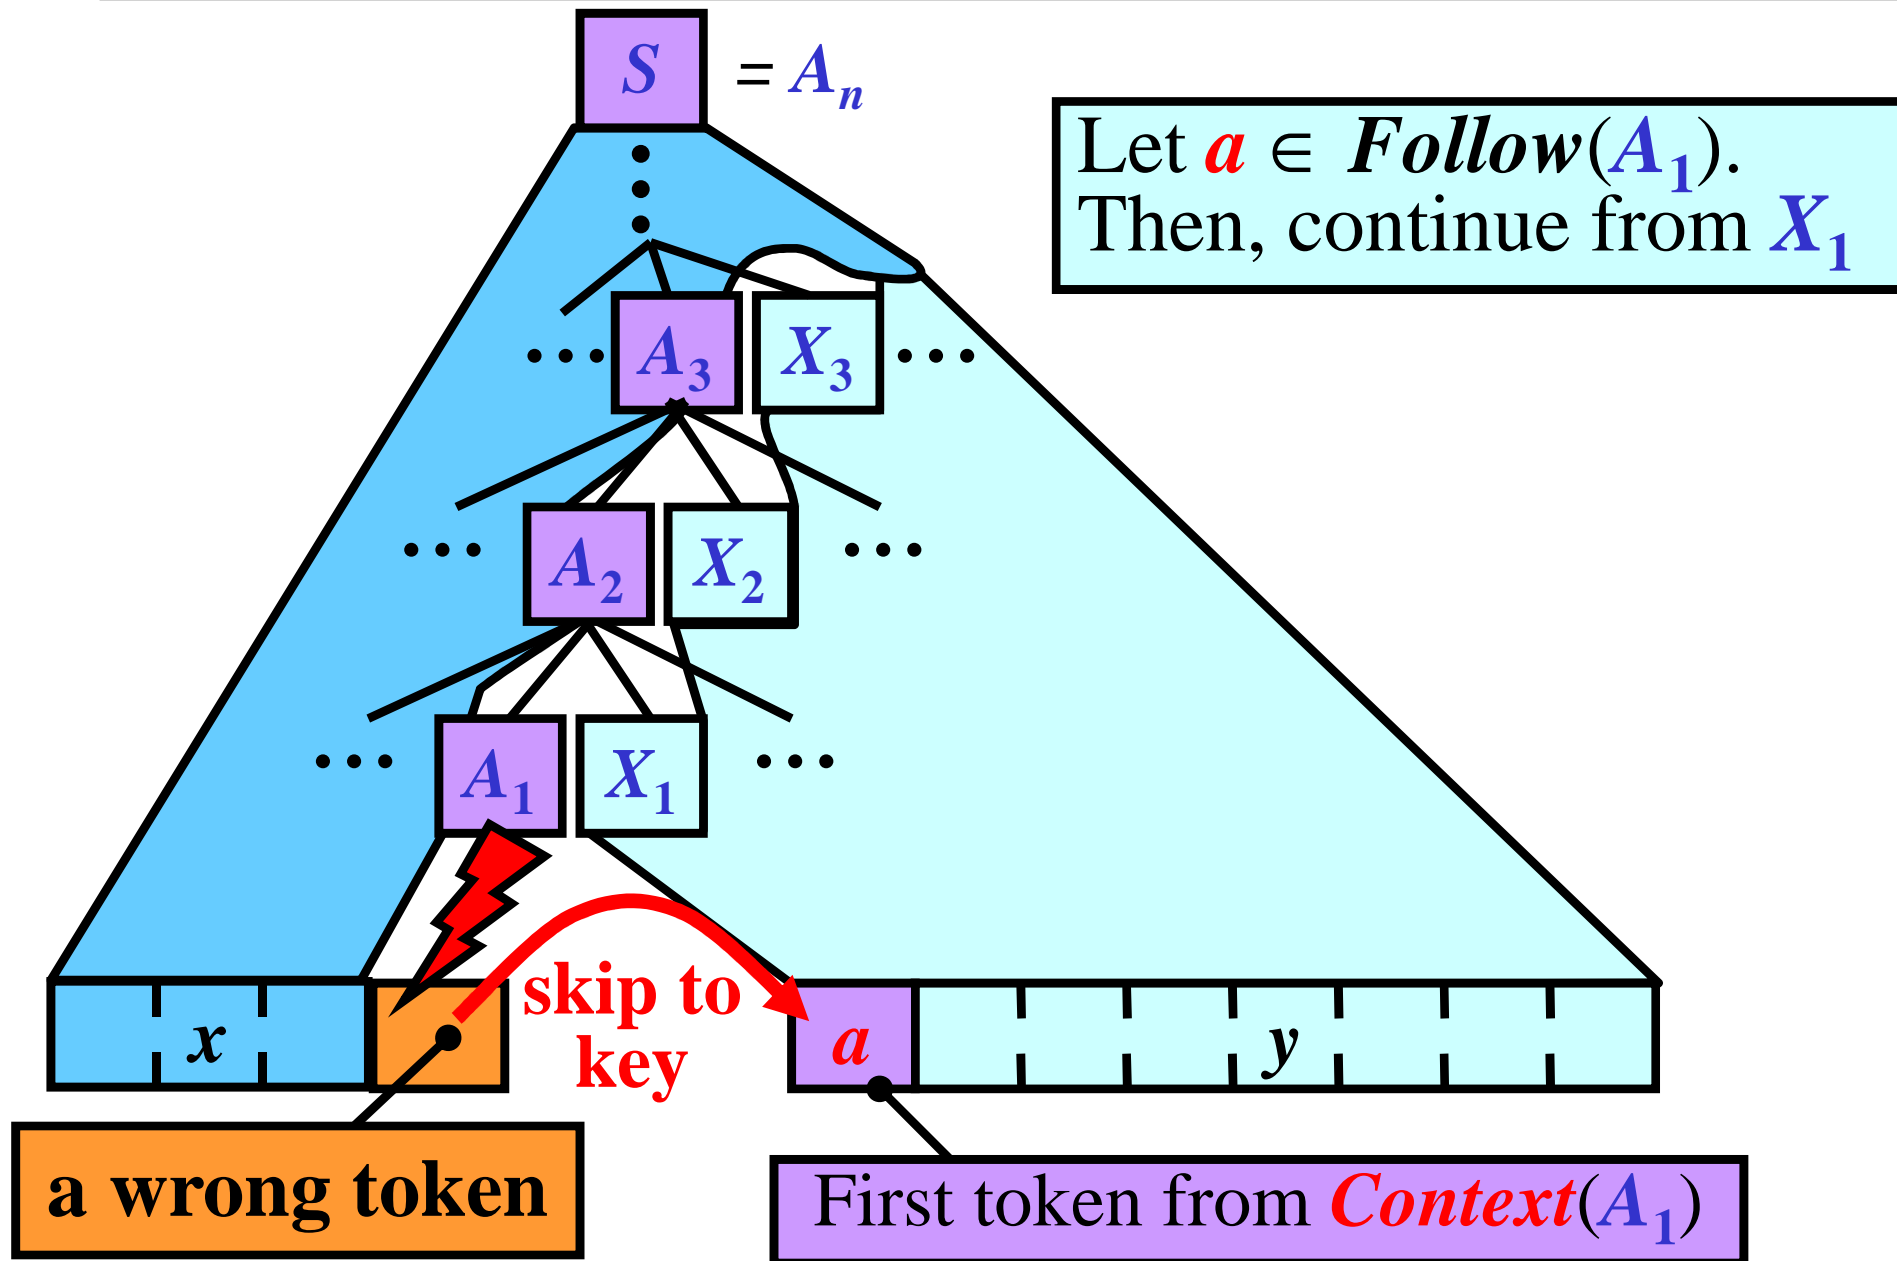 S = Aₙ
Let a ∈ Follow(A₁).
Then, continue from X₁
A₃ X₃
A₂ X₂
A₁ X₁
skip to
key
x a y
a wrong token
First token from Context(A₁)